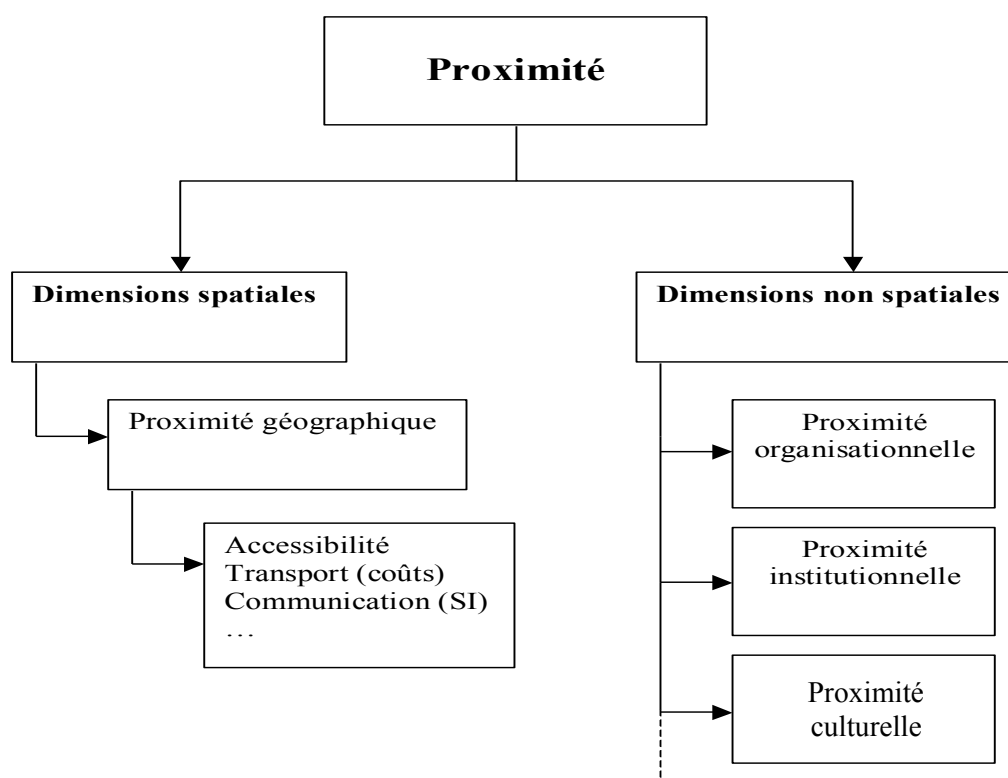 Proximité
Dimensions spatiales
Proximité géographique
Accessibilité
Transport (coûts)
Communication (SI)
…
Dimensions non spatiales
Proximité
organisationnelle
Proximité
institutionnelle
Proximité
culturelle